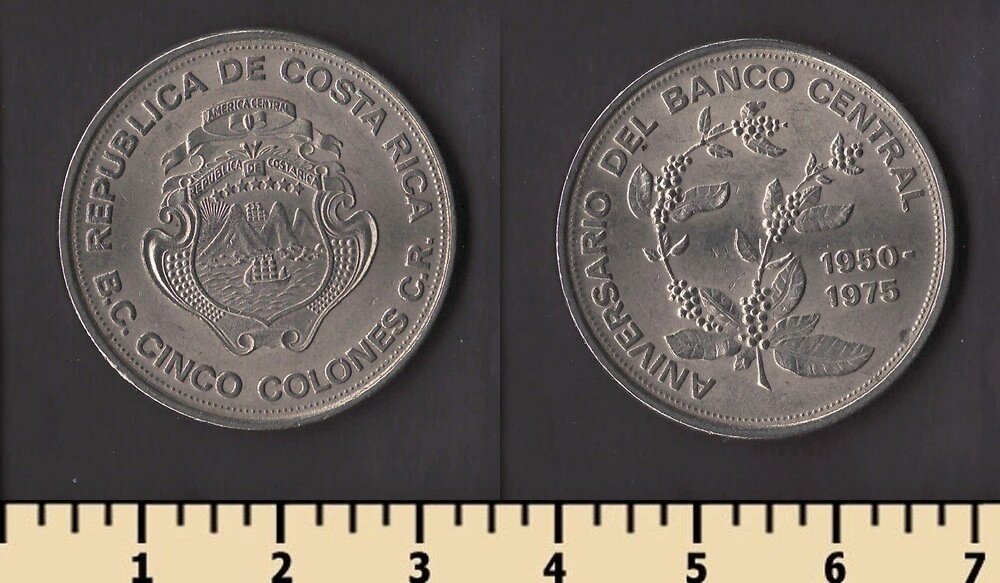 REPUBLICA DE COSTA RICA
AMERICA CENTRAL
REPUBLICA DE COSTA RICA
B.C. CINCO COLONES C.R.
ANIVERSARIO DEL BANCO CENTRAL
1950-
1975
1 2 3 4 5 6 7